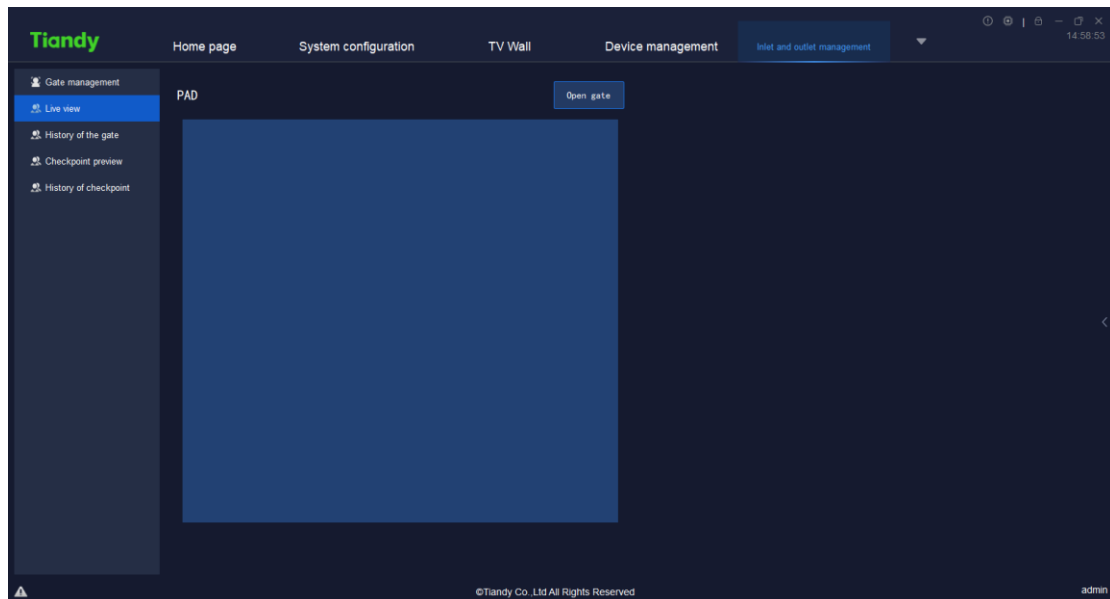 Tiandy
Home page
System configuration
TV Wall
Device management
Inlet and outlet management
14:58:53
Gate management
Live view
History of the gate
Checkpoint preview
History of checkpoint
PAD
Open gate
©Tiandy Co.,Ltd All Rights Reserved
admin